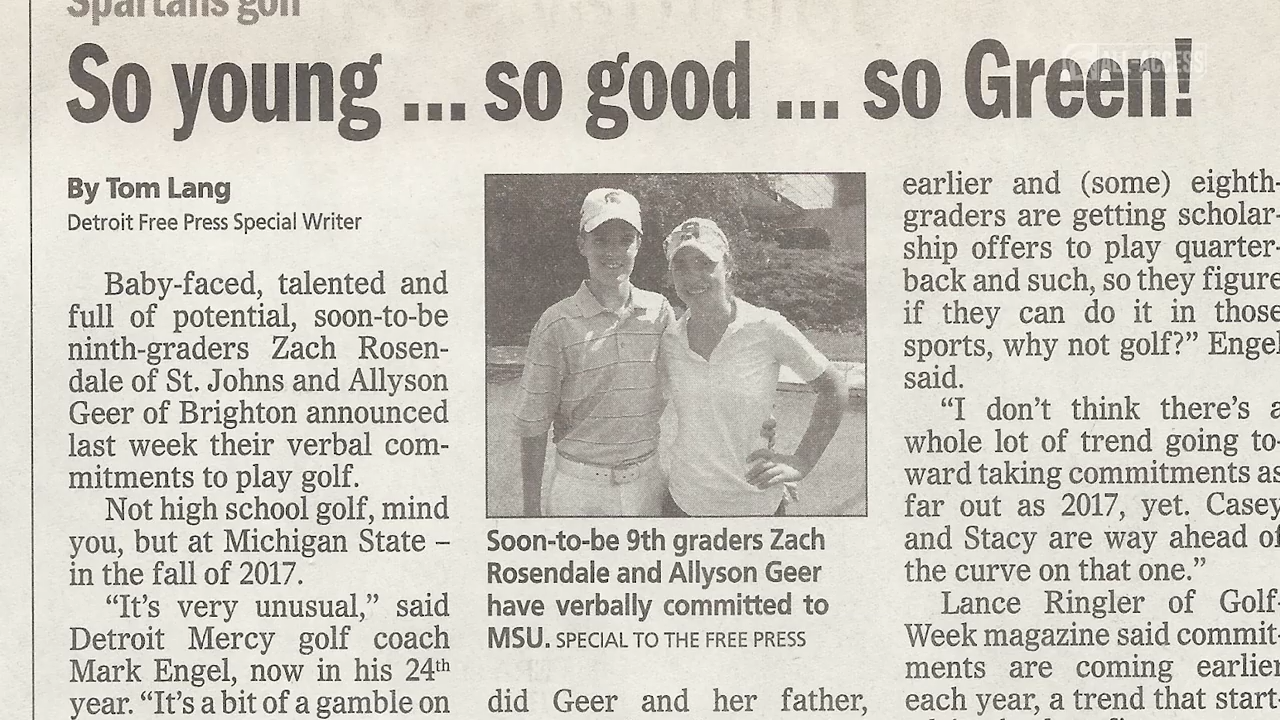 Spartans golf
So young ... so good ... so Green!
ALL-ACCESS
By Tom Lang
Detroit Free Press Special Writer
Baby-faced, talented and
full of potential, soon-to-be
ninth-graders Zach Rosen-
dale of St. Johns and Allyson
Geer of Brighton announced
last week their verbal com-
mitments to play golf.
Not high school golf, mind
you, but at Michigan State –
in the fall of 2017.
“It’s very unusual,” said
Detroit Mercy golf coach
Mark Engel, now in his 24th
year. “It’s a bit of a gamble on
Soon-to-be 9th graders Zach
Rosendale and Allyson Geer
have verbally committed to
MSU. SPECIAL TO THE FREE PRESS
did Geer and her father,
earlier and (some) eighth-
graders are getting scholar-
ship offers to play quarter-
back and such, so they figure
if they can do it in those
sports, why not golf?” Engel
said.
“I don’t think there’s a
whole lot of trend going to-
ward taking commitments as
far out as 2017, yet. Casey
and Stacy are way ahead of
the curve on that one.”
Lance Ringler of Golf
Week magazine said commit-
ments are coming earlier
each year, a trend that start